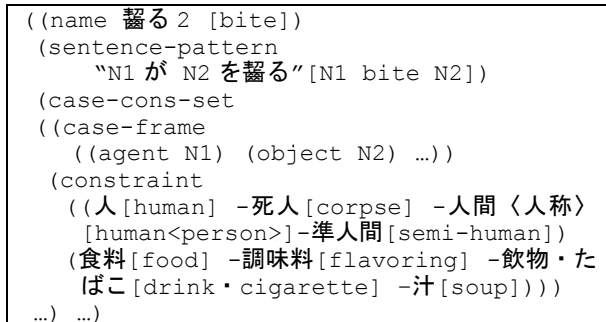 ((name 齧る2 [bite])
(sentence-pattern
“N1 が N2 を齧る”[N1 bite N2])
(case-cons-set
((case-frame
((agent N1) (object N2) …))
(constraint
((人[human] -死人[corpse] -人間〈人称〉
[human<person>]-準人間[semi-human])
(食料[food] -調味料[flavoring] -飲物・た
ばこ[drink・cigarette] -汁[soup])))
…) …)